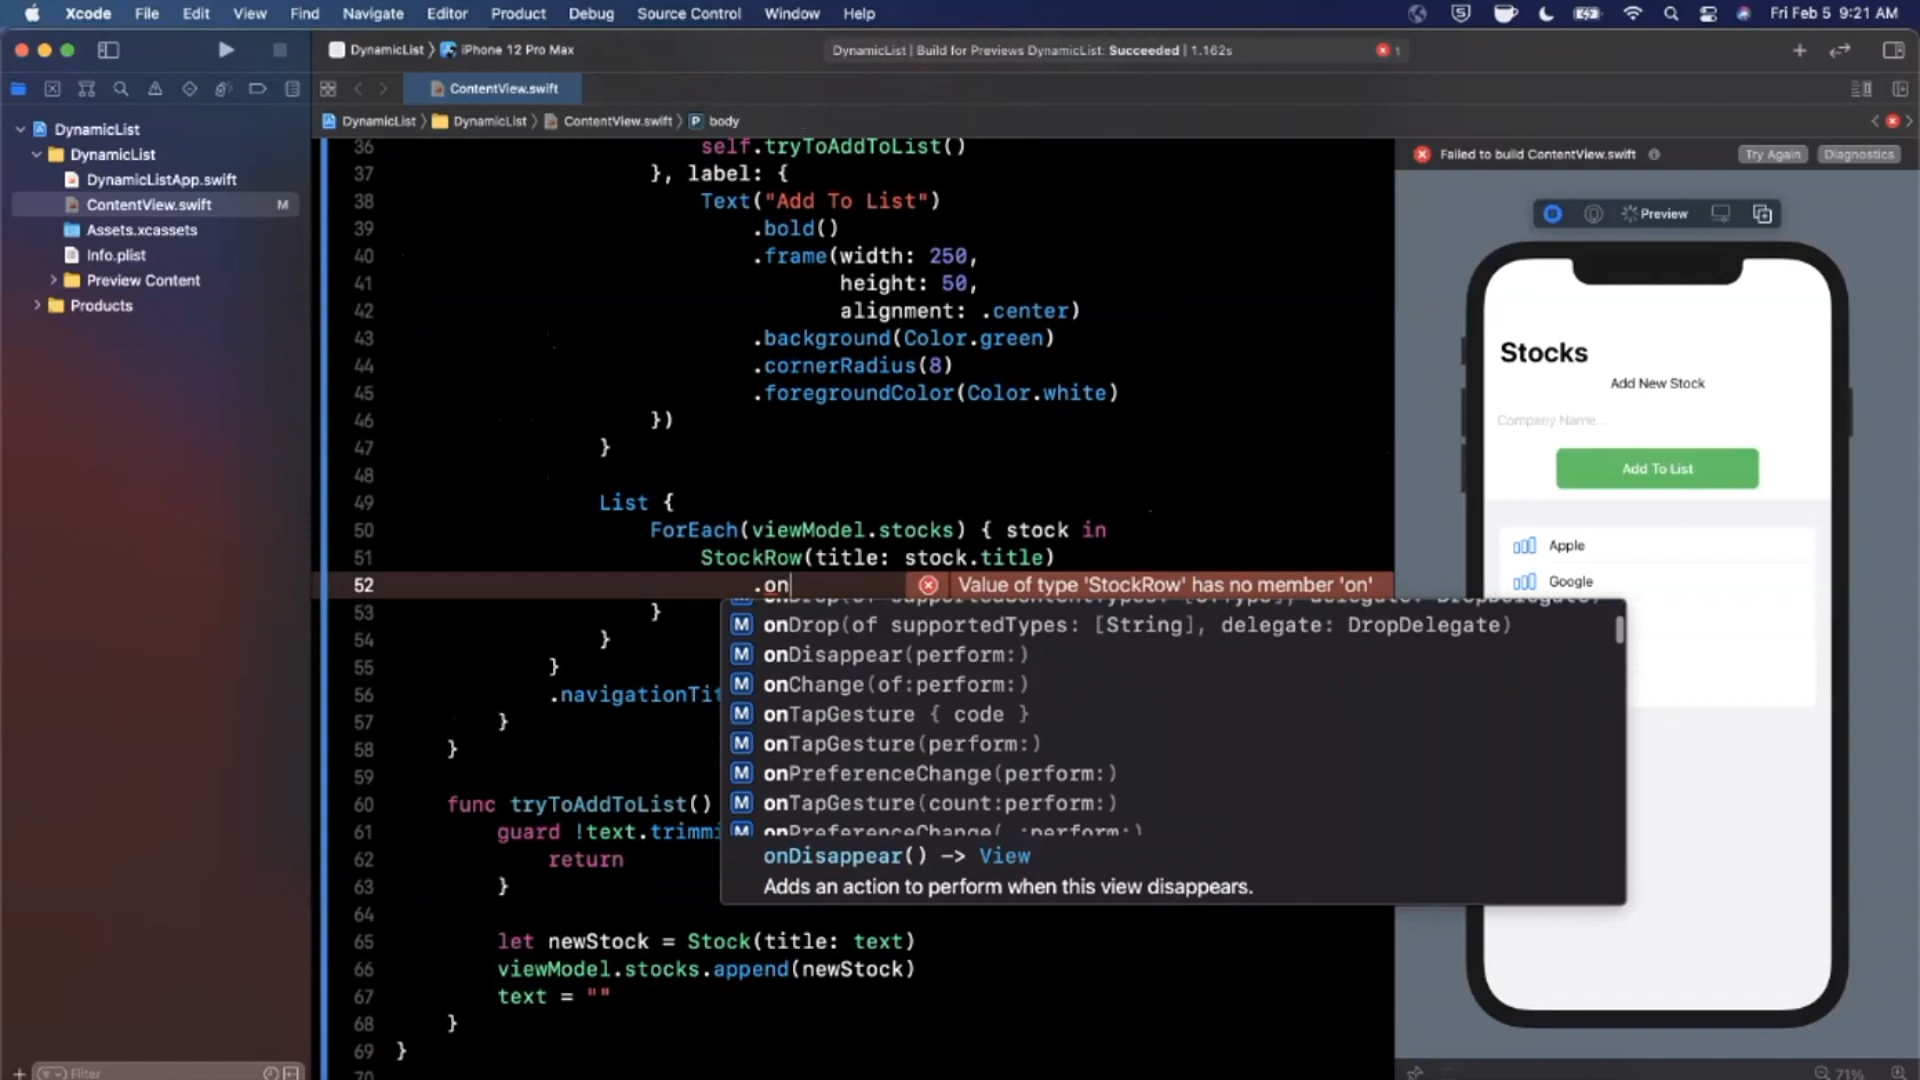 Xcode File Edit View Find Navigate Editor Product Debug Source Control Window Help Fri Feb 5 9:21 AM
DynamicList iPhone 12 Pro Max DynamicList | Build for Previews DynamicList: Succeeded | 1.162s 1
ContentView.swift
DynamicList DynamicList ContentView.swift body
DynamicList
DynamicList
DynamicListApp.swift
ContentView.swift M
Assets.xcassets
Info.plist
Preview Content
Products
Filter
36 self.tryToAddToList()
37 }, label: {
38 Text("Add To List")
39 .bold()
40 .frame(width: 250,
41 height: 50,
42 alignment: .center)
43 .background(Color.green)
44 .cornerRadius(8)
45 .foregroundColor(Color.white)
46 })
47 }
48
49 List {
50 ForEach(viewModel.stocks) { stock in
51 StockRow(title: stock.title)
52 .on Value of type 'StockRow' has no member 'on'
53 }
54 }
55 }
56 .navigationTit
57 }
58 }
59
60 func tryToAddToList()
61 guard !text.trimmi
62 return
63 }
64
65 let newStock = Stock(title: text)
66 viewModel.stocks.append(newStock)
67 text = ""
68 }
69 }
70
M onDrop(of supportedTypes: [String], delegate: DropDelegate)
M onDisappear(perform:)
M onChange(of:perform:)
M onTapGesture { code }
M onTapGesture(perform:)
M onPreferenceChange(perform:)
M onTapGesture(count:perform:)
M onPreferenceChange(_:perform:)
onDisappear() -> View
Adds an action to perform when this view disappears.
Failed to build ContentView.swift Try Again Diagnostics
Preview
Stocks
Add New Stock
Company Name...
Add To List
Apple
Google
71%